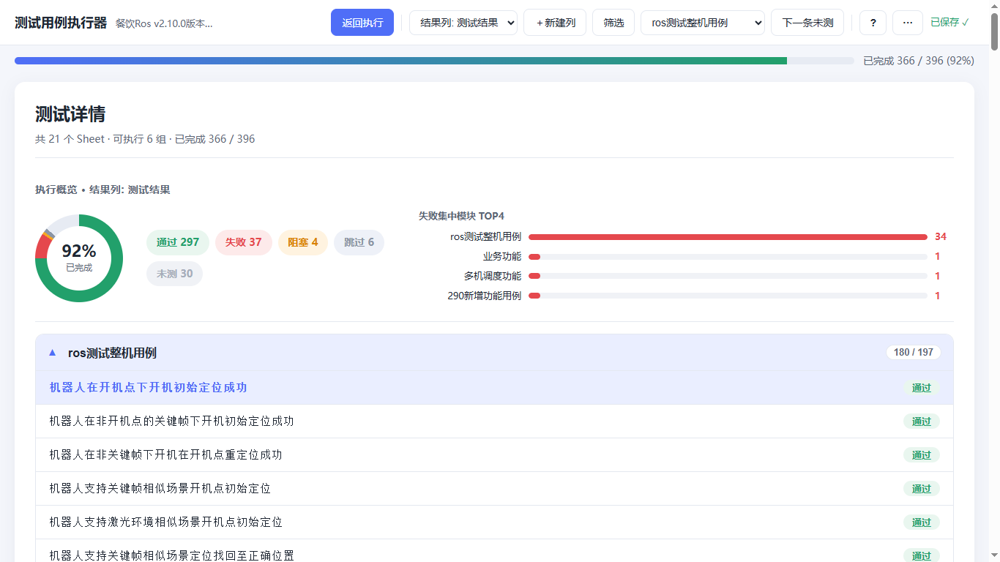 测试用例执行器 餐饮Ros v2.10.0版本... 返回执行 结果列: 测试结果 ＋新建列 筛选 ros测试整机用例 下一条未测 ? ··· 已保存 ✓
已完成 366 / 396 (92%)
测试详情
共 21 个 Sheet · 可执行 6 组 · 已完成 366 / 396
执行概览 • 结果列: 测试结果
92%
已完成
通过 297 失败 37 阻塞 4 跳过 6
未测 30
失败集中模块 TOP4
ros测试整机用例 34
业务功能 1
多机调度功能 1
290新增功能用例 1
▲ ros测试整机用例 180 / 197
机器人在开机点下开机初始定位成功 通过
机器人在非开机点的关键帧下开机初始定位成功 通过
机器人在非关键帧下开机在开机点重定位成功 通过
机器人支持关键帧相似场景开机点初始定位 通过
机器人支持激光环境相似场景开机点初始定位 通过
机器人支持关键帧相似场景定位找回至正确位置 通过